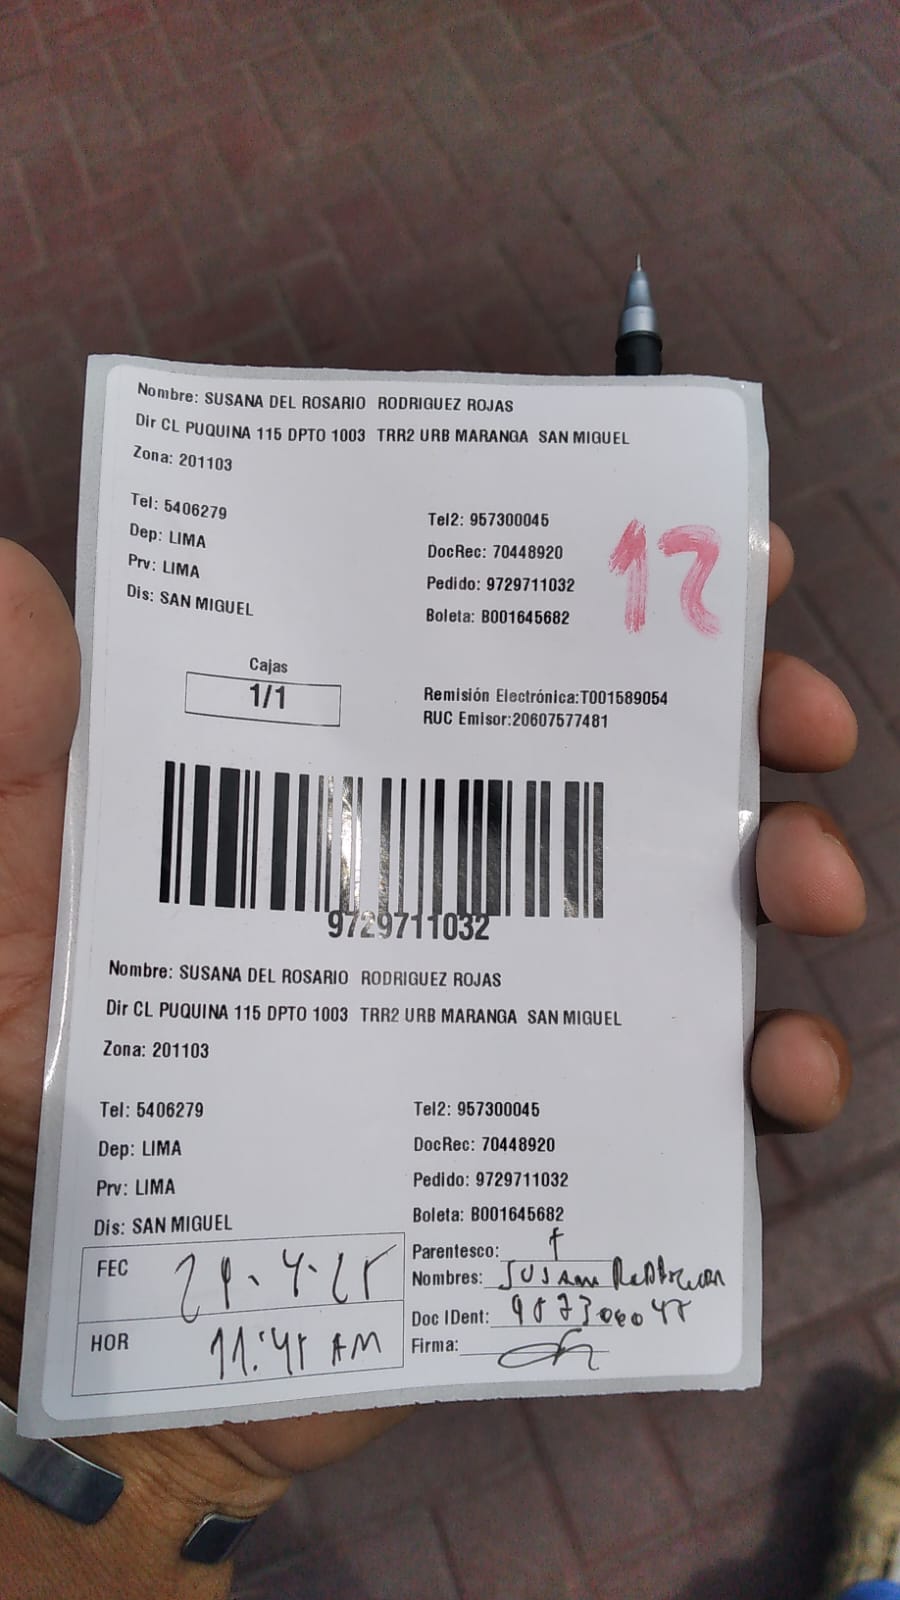 Nombre: SUSANA DEL ROSARIO RODRIGUEZ ROJAS
Dir CL PUQUINA 115 DPTO 1003 TRR2 URB MARANGA SAN MIGUEL
Zona: 201103
Tel: 5406279
Dep: LIMA
Prv: LIMA
Dis: SAN MIGUEL
Tel2: 957300045
DocRec: 70448920
Pedido: 9729711032
Boleta: B001645682
Cajas
1/1
Remisión Electrónica:T001589054
RUC Emisor:20607577481
9729711032
Nombre: SUSANA DEL ROSARIO RODRIGUEZ ROJAS
Dir CL PUQUINA 115 DPTO 1003 TRR2 URB MARANGA SAN MIGUEL
Zona: 201103
Tel: 5406279
Dep: LIMA
Prv: LIMA
Dis: SAN MIGUEL
Tel2: 957300045
DocRec: 70448920
Pedido: 9729711032
Boleta: B001645682
FEC
HOR 11:45 AM
Parentesco:
Nombres: SUSANA
Doc IDent:
Firma: